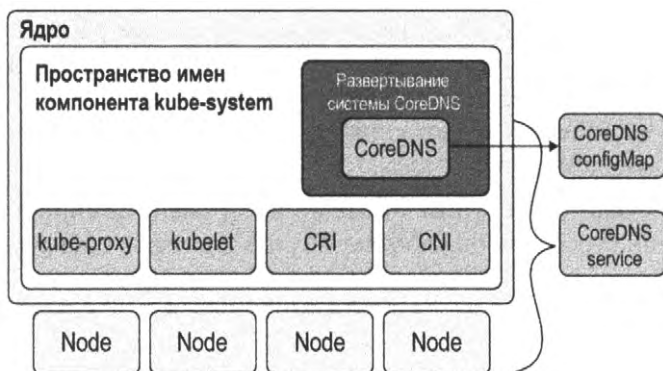 Ядро
Пространство имен
компонента kube-system
Развертывание
системы CoreDNS
CoreDNS
CoreDNS
configMap
kube-proxy
kubelet
CRI
CNI
CoreDNS
service
Node
Node
Node
Node